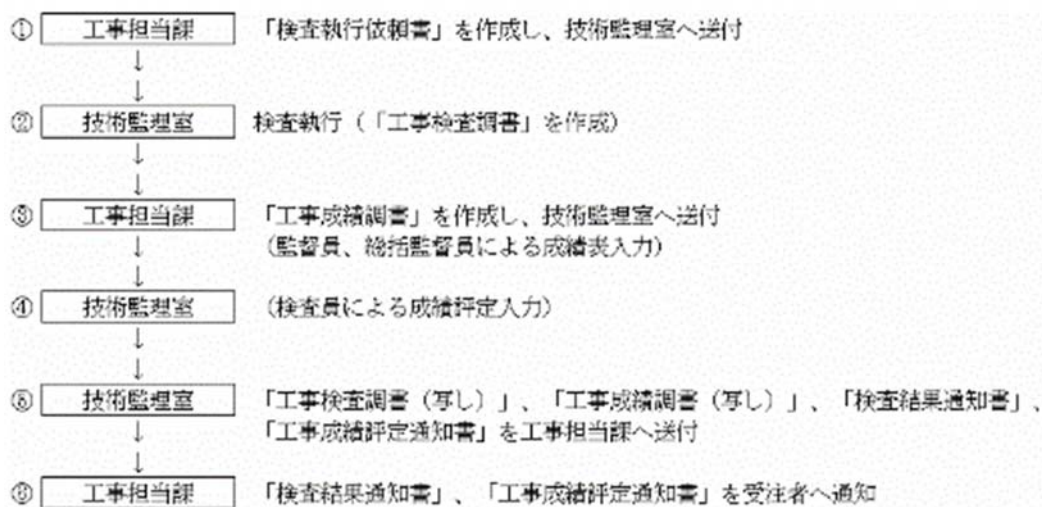 ① 工事担当課 「検査執行依頼書」を作成し、技術監理室へ送付
↓
↓
② 技術監理室 検査執行(「工事検査調書」を作成)
↓
↓
③ 工事担当課 「工事成績調書」を作成し、技術監理室へ送付
↓ (監督員、総括監督員による成績表入力)
↓
④ 技術監理室 (検査員による成績評定入力)
↓
↓
⑤ 技術監理室 「工事検査調書(写し)」、「工事成績調書(写し)」、「検査結果通知書」、
↓ 「工事成績評定通知書」を工事担当課へ送付
↓
⑥ 工事担当課 「検査結果通知書」、「工事成績評定通知書」を受注者へ通知